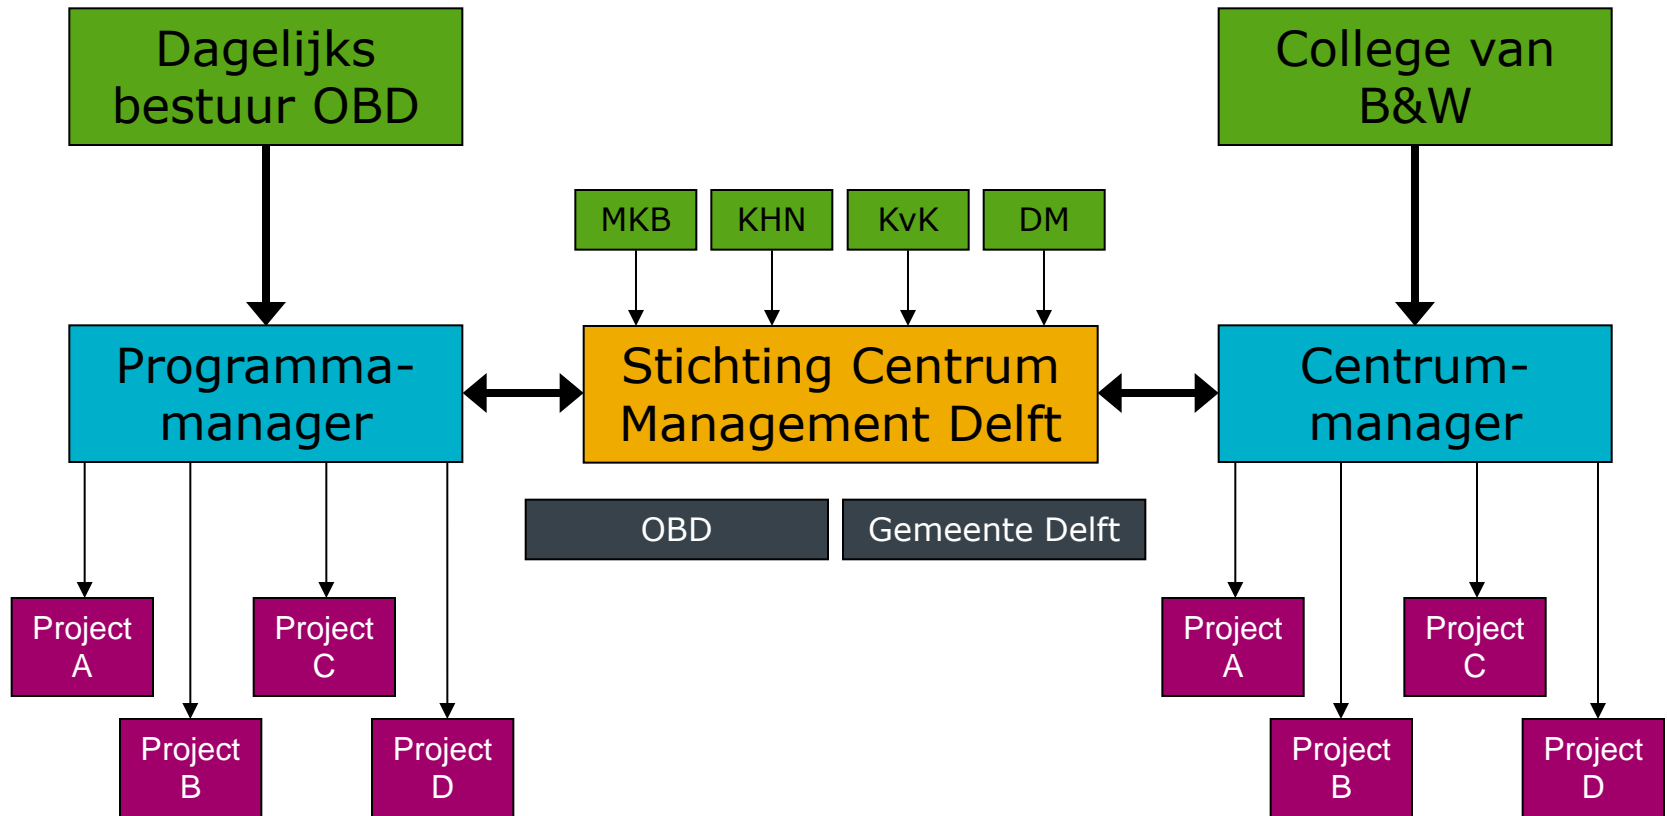 Dagelijks
bestuur OBD
College van
B&W
MKB
KHN
KvK
DM
Programma-
manager
Stichting Centrum
Management Delft
Centrum-
manager
OBD
Gemeente Delft
Project
A
Project
C
Project
B
Project
D
Project
A
Project
C
Project
B
Project
D